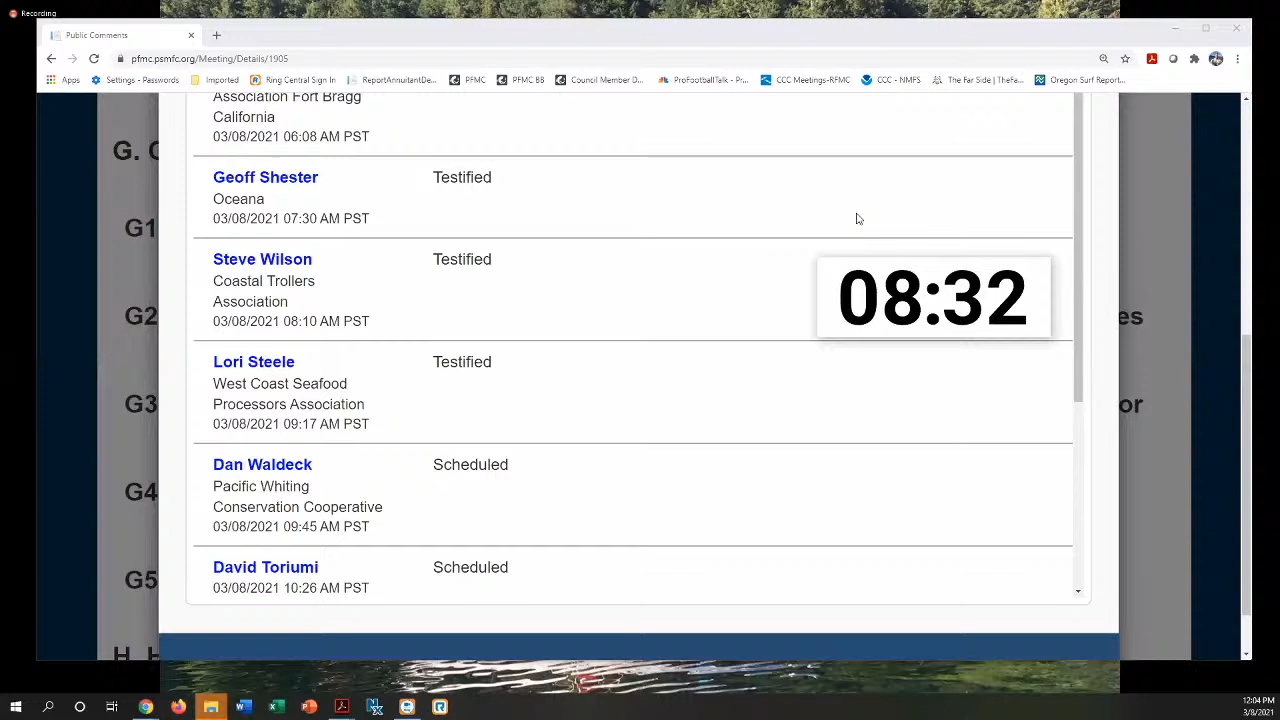 Recording
Public Comments
pfmc.psmfc.org/Meeting/Details/1905
Apps
Settings - Passwords
Imported
Ring Central Sign In
ReportAnnuitantDe...
PFMC
PFMC BB
Council Member D...
ProFootballTalk - Pr...
CCC Meetings-RFMC
CCC - NMFS
The Far Side | TheFa...
Oregon Surf Report...
Association Fort Bragg
California
03/08/2021 06:08 AM PST
G. C
Geoff Shester
Testified
Oceana
03/08/2021 07:30 AM PST
G1
Steve Wilson
Testified
Coastal Trollers
Association
03/08/2021 08:10 AM PST
08:32
G2
es
Lori Steele
Testified
West Coast Seafood
Processors Association
03/08/2021 09:17 AM PST
G3
or
Dan Waldeck
Scheduled
Pacific Whiting
Conservation Cooperative
03/08/2021 09:45 AM PST
G4
David Toriumi
Scheduled
03/08/2021 10:26 AM PST
G5
H. H
12:04 PM
3/8/2021